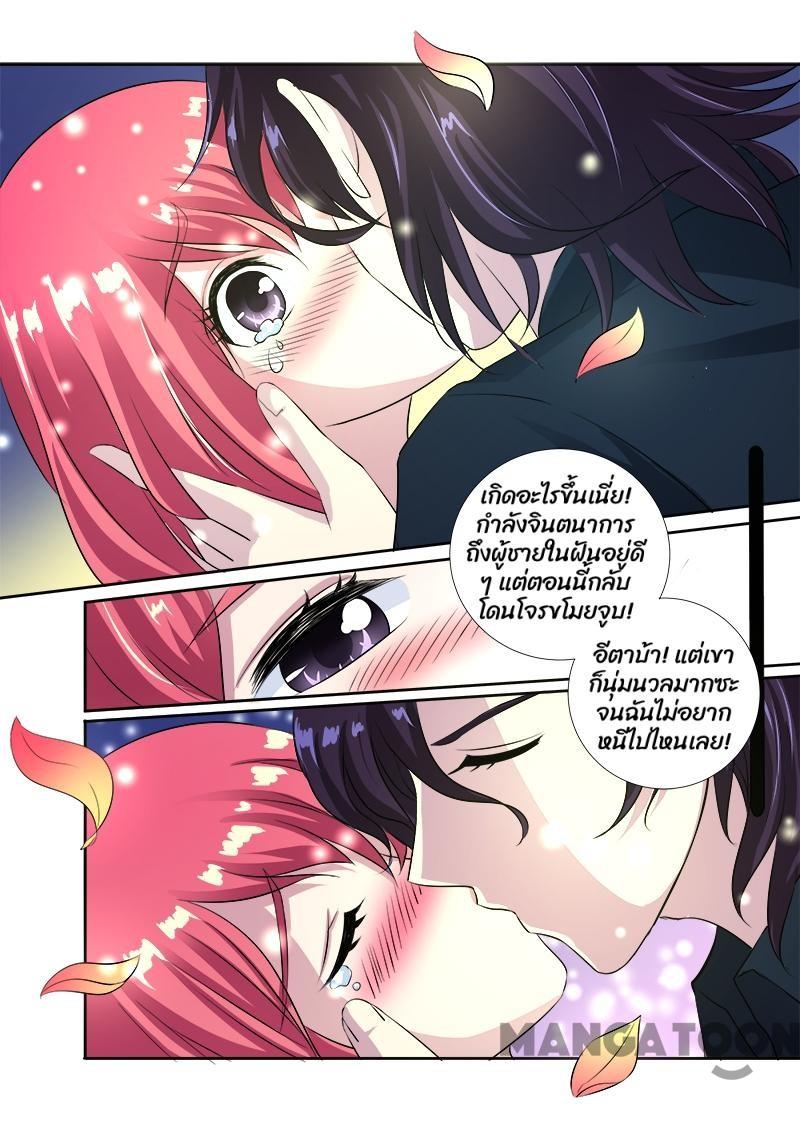 เกิดอะไรขึ้นเนี่ย!
กำลังจินตนาการ
ถึงผู้ชายในฝันอยู่ดี
ๆ แต่ตอนนี้กลับ
โดนโจรขโมยจูบ!
อีตาบ้า! แต่เขา
ก็นุ่มนวลมากซะ
จนฉันไม่อยาก
หนีไปไหนเลย!
MANGATOON